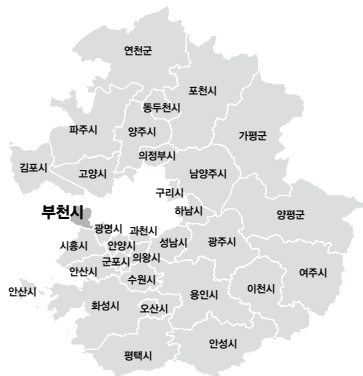 연천군
포천시
동두천시
파주시
양주시
가평군
의정부시
김포시
고양시
남양주시
구리시
부천시
하남시
양평군
광명시
과천시
시흥시
안양시
성남시
광주시
군포시
의왕시
안산시
수원시
여주시
이천시
안산시
용인시
화성시
오산시
안성시
평택시